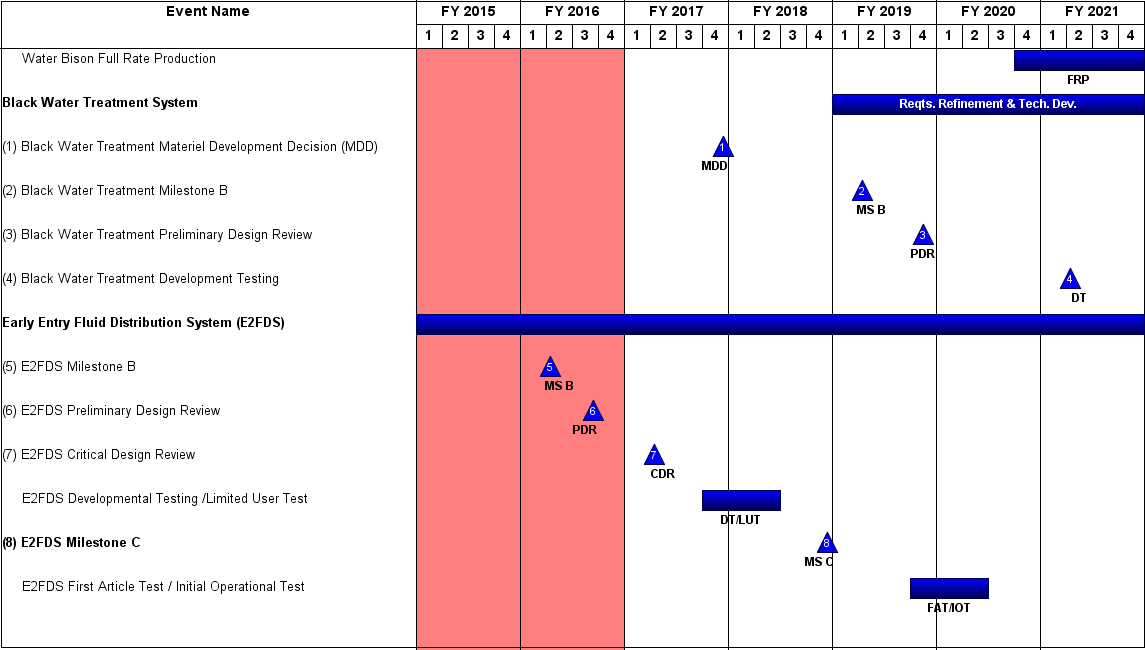 Event Name FY 2015 FY 2016 FY 2017 FY 2018 FY 2019 FY 2020 FY 2021
1 2 3 4 1 2 3 4 1 2 3 4 1 2 3 4 1 2 3 4 1 2 3 4 1 2 3 4
Water Bison Full Rate Production
FRP
Black Water Treatment System Reqts. Refinement & Tech. Dev.
(1) Black Water Treatment Materiel Development Decision (MDD) 1
MDD
(2) Black Water Treatment Milestone B 2
MS B
(3) Black Water Treatment Preliminary Design Review 3
PDR
(4) Black Water Treatment Development Testing 4
DT
Early Entry Fluid Distribution System (E2FDS)
(5) E2FDS Milestone B 5
MS B
(6) E2FDS Preliminary Design Review 6
PDR
(7) E2FDS Critical Design Review 7
CDR
E2FDS Developmental Testing /Limited User Test
DT/LUT
(8) E2FDS Milestone C 8
MS C
E2FDS First Article Test / Initial Operational Test
FAT/IOT